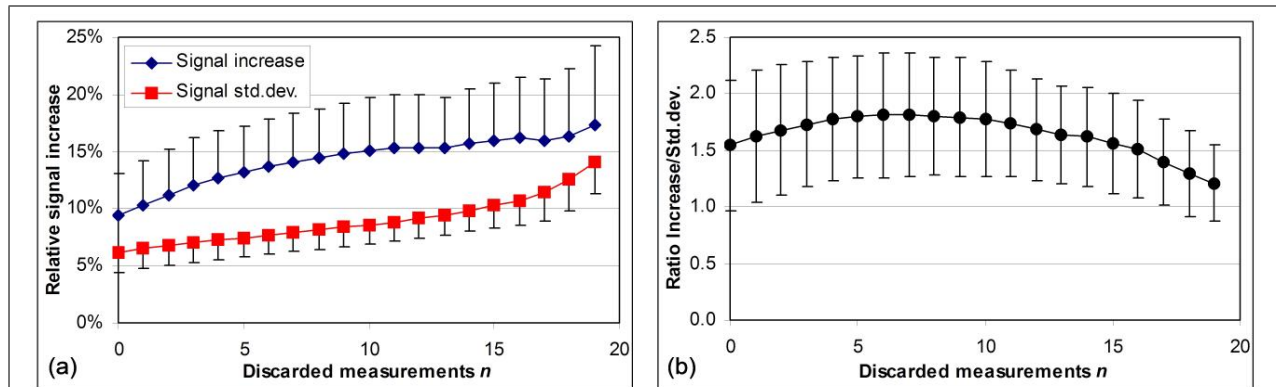 25%
20%
15%
10%
5%
0%
Relative signal increase
Signal increase
Signal std.dev.
0 5 10 15 20
(a) Discarded measurements n
2.5
2.0
1.5
1.0
0.5
0.0
Ratio Increase/Std.dev.
0 5 10 15 20
(b) Discarded measurements n